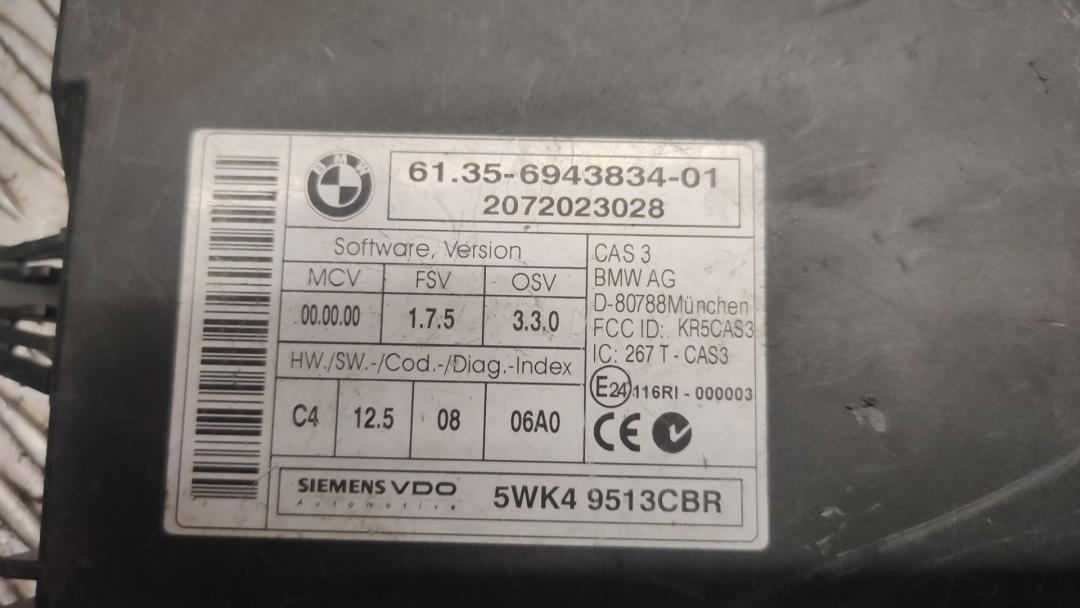 BMW
61.35-6943834-01
2072023028
Software, Version
MCV FSV OSV
00.00.00 1.7.5 3.3.0
HW./SW.-/Cod.-/Diag.-Index
C4 12.5 08 06A0
CAS 3
BMW AG
D-80788München
FCC ID: KR5CAS3
IC: 267 T - CAS3
E24 116RI - 000003
CE
SIEMENS VDO
Automotive
5WK4 9513CBR